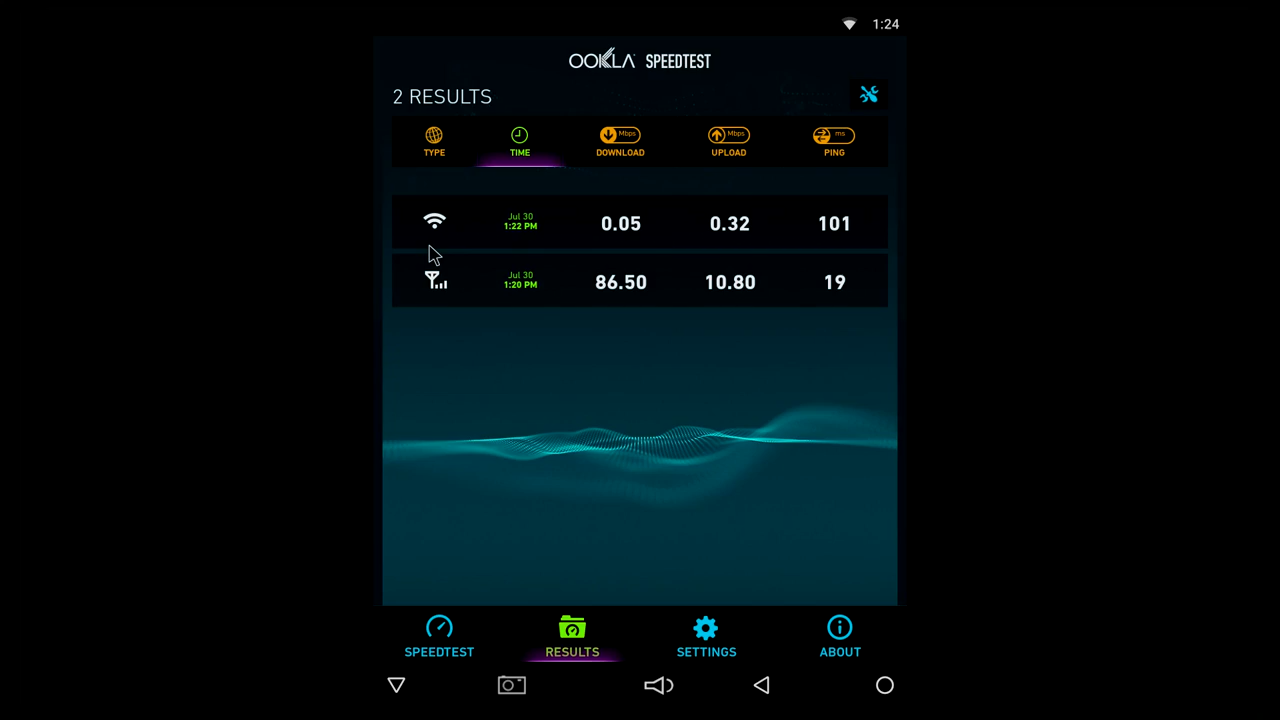 1:24
OOKLA SPEEDTEST
2 RESULTS
Mbps Mbps ms
TYPE TIME DOWNLOAD UPLOAD PING
Jul 30
1:22 PM 0.05 0.32 101
Jul 30
1:20 PM 86.50 10.80 19
SPEEDTEST RESULTS SETTINGS ABOUT